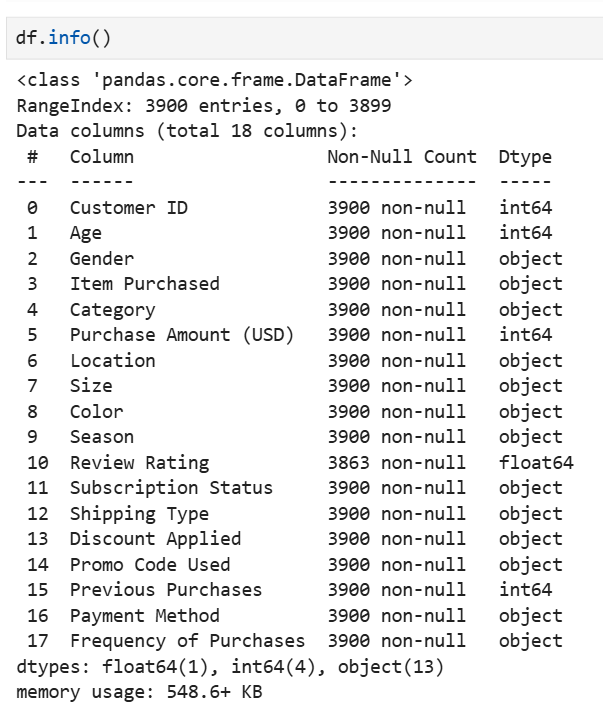 df.info()
<class 'pandas.core.frame.DataFrame'>
RangeIndex: 3900 entries, 0 to 3899
Data columns (total 18 columns):
 #   Column                  Non-Null Count  Dtype
---  ------                  --------------  -----
 0   Customer ID             3900 non-null   int64
 1   Age                     3900 non-null   int64
 2   Gender                  3900 non-null   object
 3   Item Purchased          3900 non-null   object
 4   Category                3900 non-null   object
 5   Purchase Amount (USD)   3900 non-null   int64
 6   Location                3900 non-null   object
 7   Size                    3900 non-null   object
 8   Color                   3900 non-null   object
 9   Season                  3900 non-null   object
 10  Review Rating           3863 non-null   float64
 11  Subscription Status     3900 non-null   object
 12  Shipping Type           3900 non-null   object
 13  Discount Applied        3900 non-null   object
 14  Promo Code Used         3900 non-null   object
 15  Previous Purchases      3900 non-null   int64
 16  Payment Method          3900 non-null   object
 17  Frequency of Purchases  3900 non-null   object
dtypes: float64(1), int64(4), object(13)
memory usage: 548.6+ KB